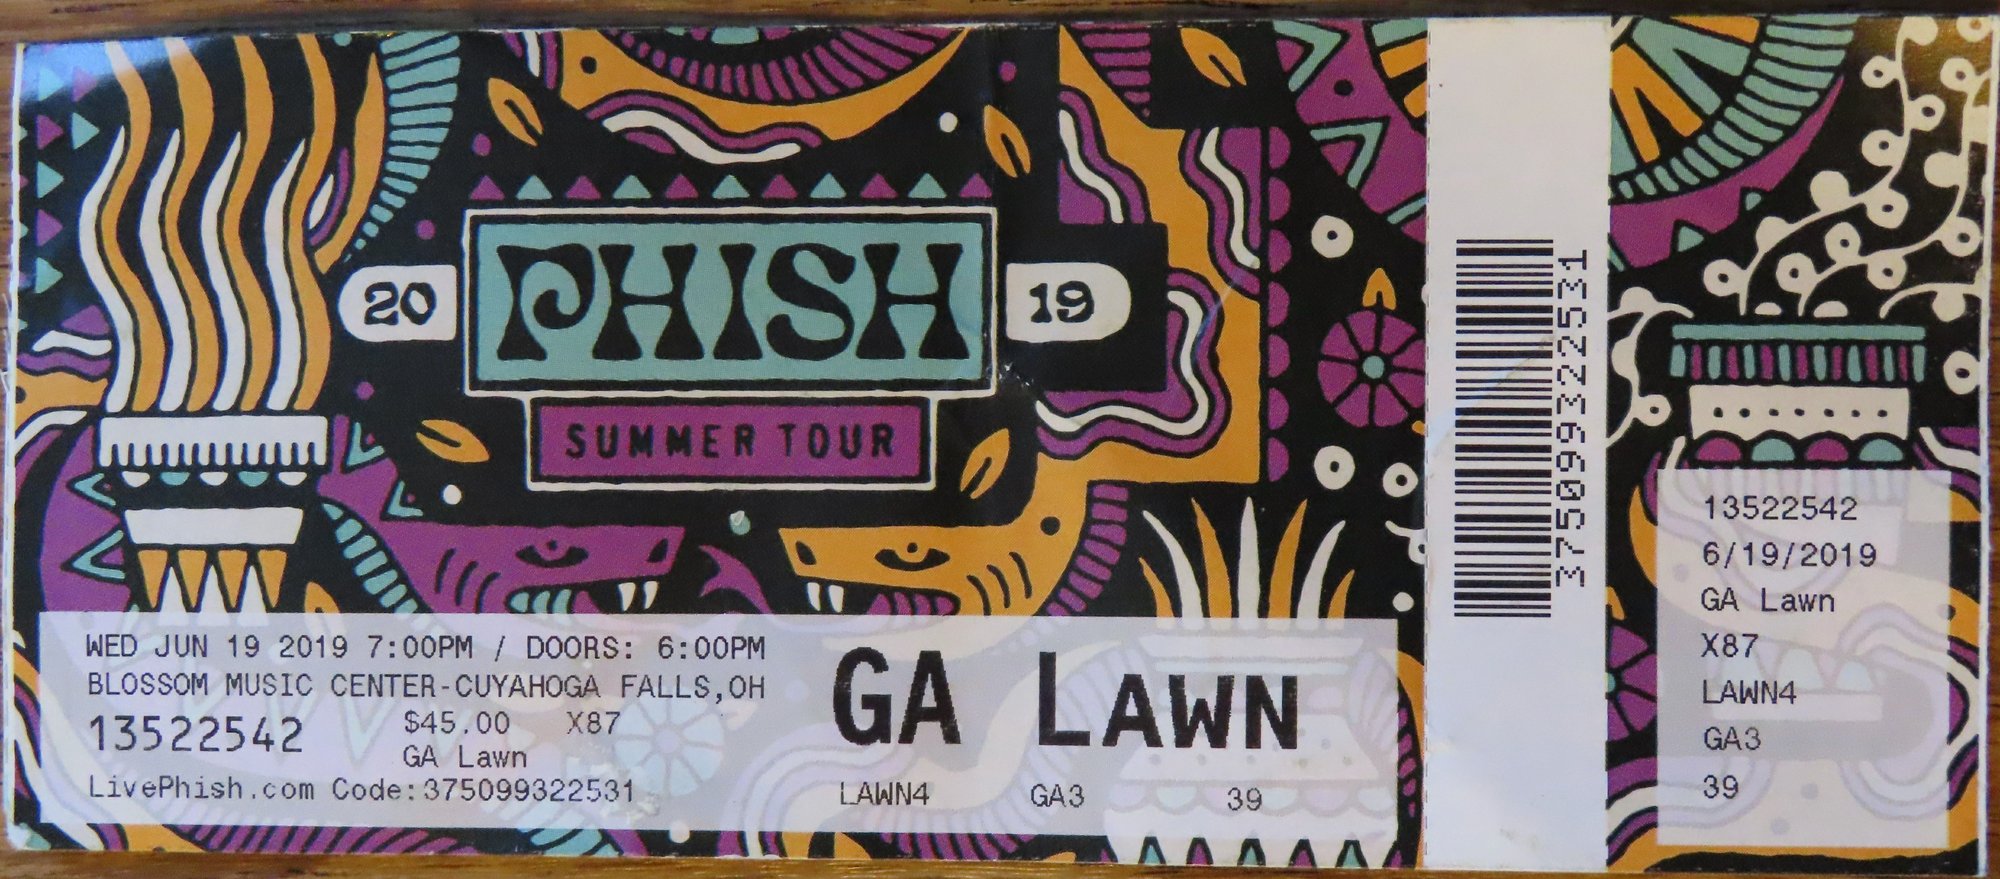 20 PHISH 19
SUMMER TOUR
WED JUN 19 2019 7:00PM / DOORS: 6:00PM
BLOSSOM MUSIC CENTER-CUYAHOGA FALLS,OH
13522542 $45.00 X87
GA Lawn
LivePhish.com Code:375099322531
GA LAWN
LAWN4 GA3 39
375099322531
13522542
6/19/2019
GA Lawn
X87
LAWN4
GA3
39